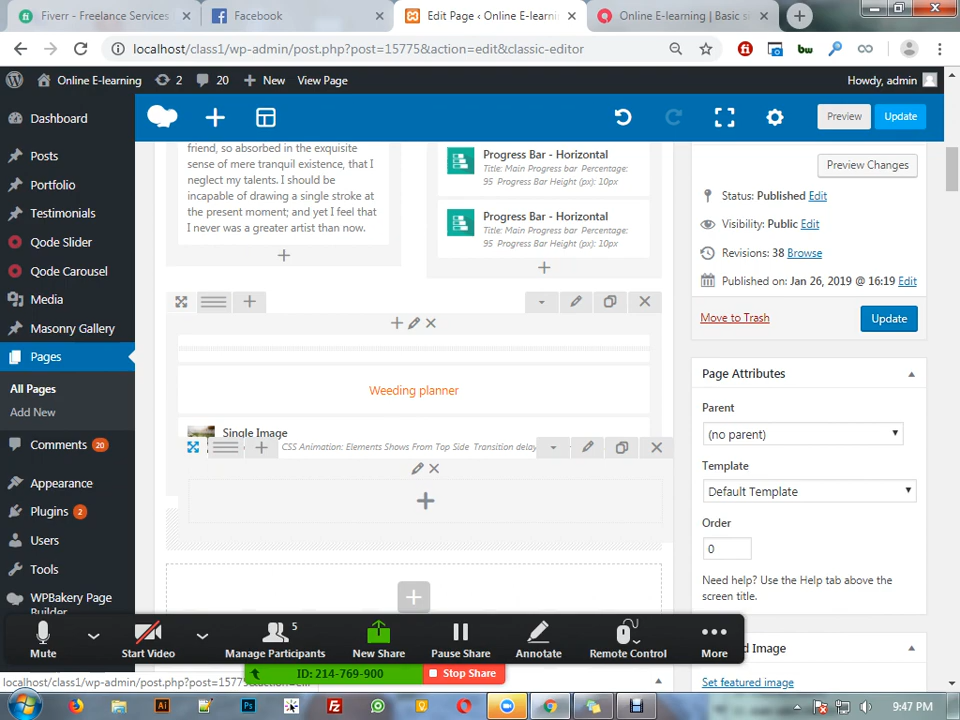 Fiverr - Freelance Services
Facebook
Edit Page ‹ Online E-learni
Online E-learning | Basic s
localhost/class1/wp-admin/post.php?post=15775&action=edit&classic-editor
Online E-learning
2
20
New
View Page
Howdy, admin
Dashboard
Posts
Portfolio
Testimonials
Qode Slider
Qode Carousel
Media
Masonry Gallery
Pages
All Pages
Add New
Comments 20
Appearance
Plugins 2
Users
Tools
WPBakery Page
Builder
Preview
Update
friend, so absorbed in the exquisite
sense of mere tranquil existence, that I
neglect my talents. I should be
incapable of drawing a single stroke at
the present moment; and yet I feel that
I never was a greater artist than now.
Progress Bar - Horizontal
Title: Main Progress bar Percentage:
95 Progress Bar Height (px): 10px
Progress Bar - Horizontal
Title: Main Progress bar Percentage:
95 Progress Bar Height (px): 10px
Weeding planner
Single Image
CSS Animation: Elements Shows From Top Side Transition delay
Preview Changes
Status: Published Edit
Visibility: Public Edit
Revisions: 38 Browse
Published on: Jan 26, 2019 @ 16:19 Edit
Move to Trash
Update
Page Attributes
Parent
(no parent)
Template
Default Template
Order
0
Need help? Use the Help tab above the
screen title.
Image
Set featured image
Mute
Start Video
5
Manage Participants
New Share
Pause Share
Annotate
Remote Control
More
ID: 214-769-900
Stop Share
localhost/class1/wp-admin/post.php?post=15775&action=
9:47 PM